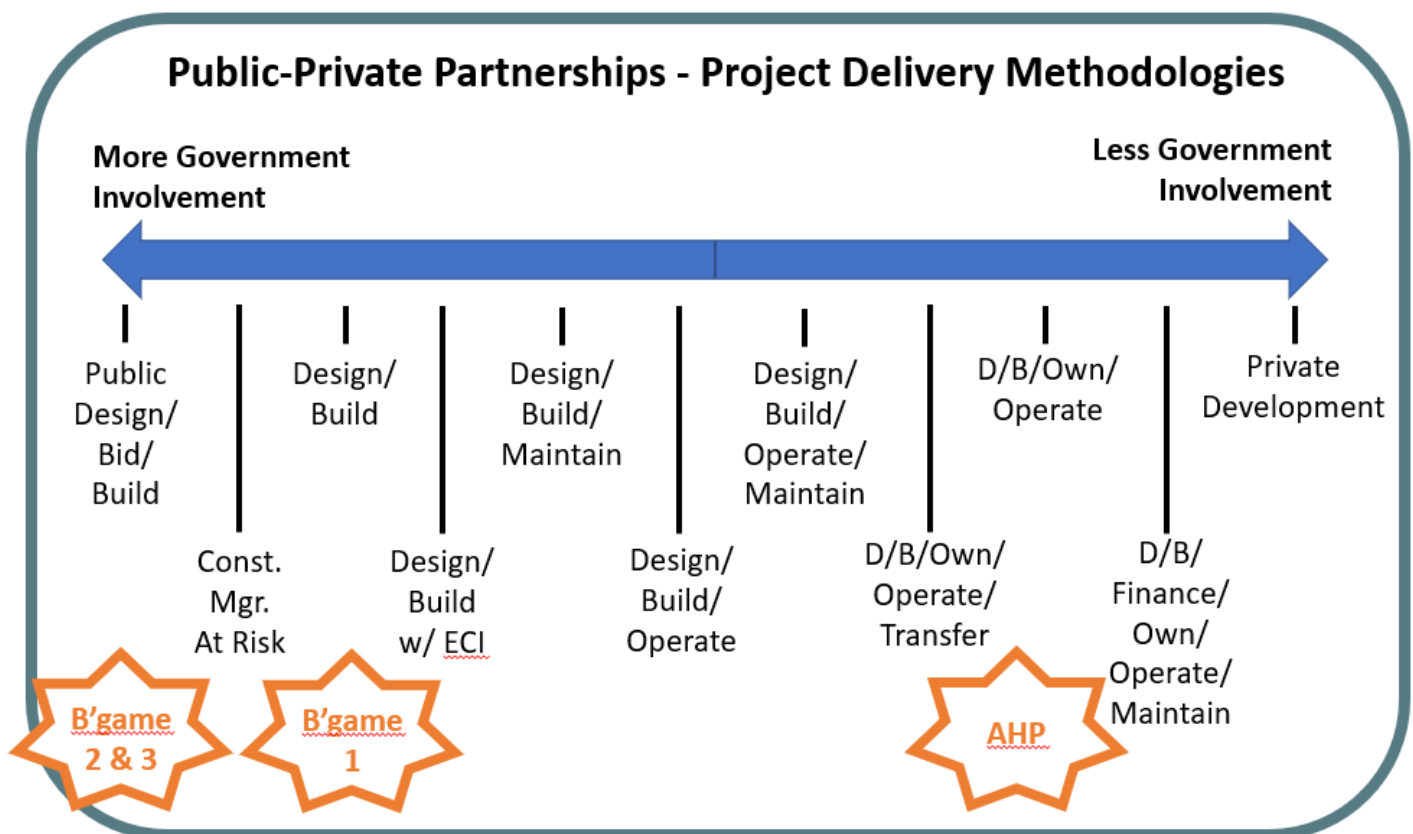 Public-Private Partnerships - Project Delivery Methodologies
More Government
Involvement
Less Government
Involvement
Public
Design/
Bid/
Build
Const.
Mgr.
At Risk
Design/
Build
Design/
Build
w/ ECI
Design/
Build/
Maintain
Design/
Build/
Operate
Design/
Build/
Operate/
Maintain
D/B/Own/
Operate/
Transfer
D/B/Own/
Operate
D/B/
Finance/
Own/
Operate/
Maintain
Private
Development
B'game
2 & 3
B'game
1
AHP